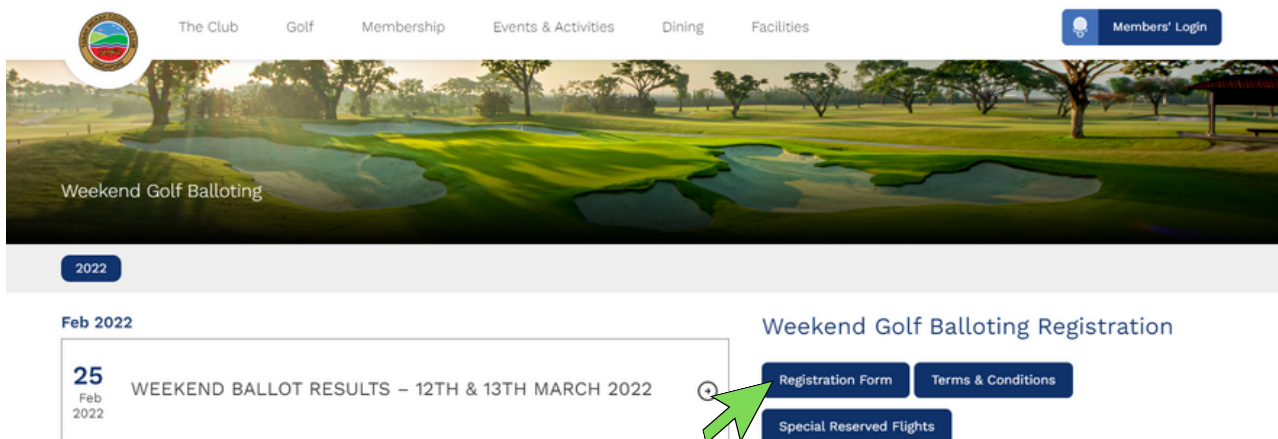 The Club Golf Membership Events & Activities Dining Facilities Members' Login
Weekend Golf Balloting
2022
Feb 2022
25
Feb
2022
WEEKEND BALLOT RESULTS – 12TH & 13TH MARCH 2022
Weekend Golf Balloting Registration
Registration Form Terms & Conditions
Special Reserved Flights